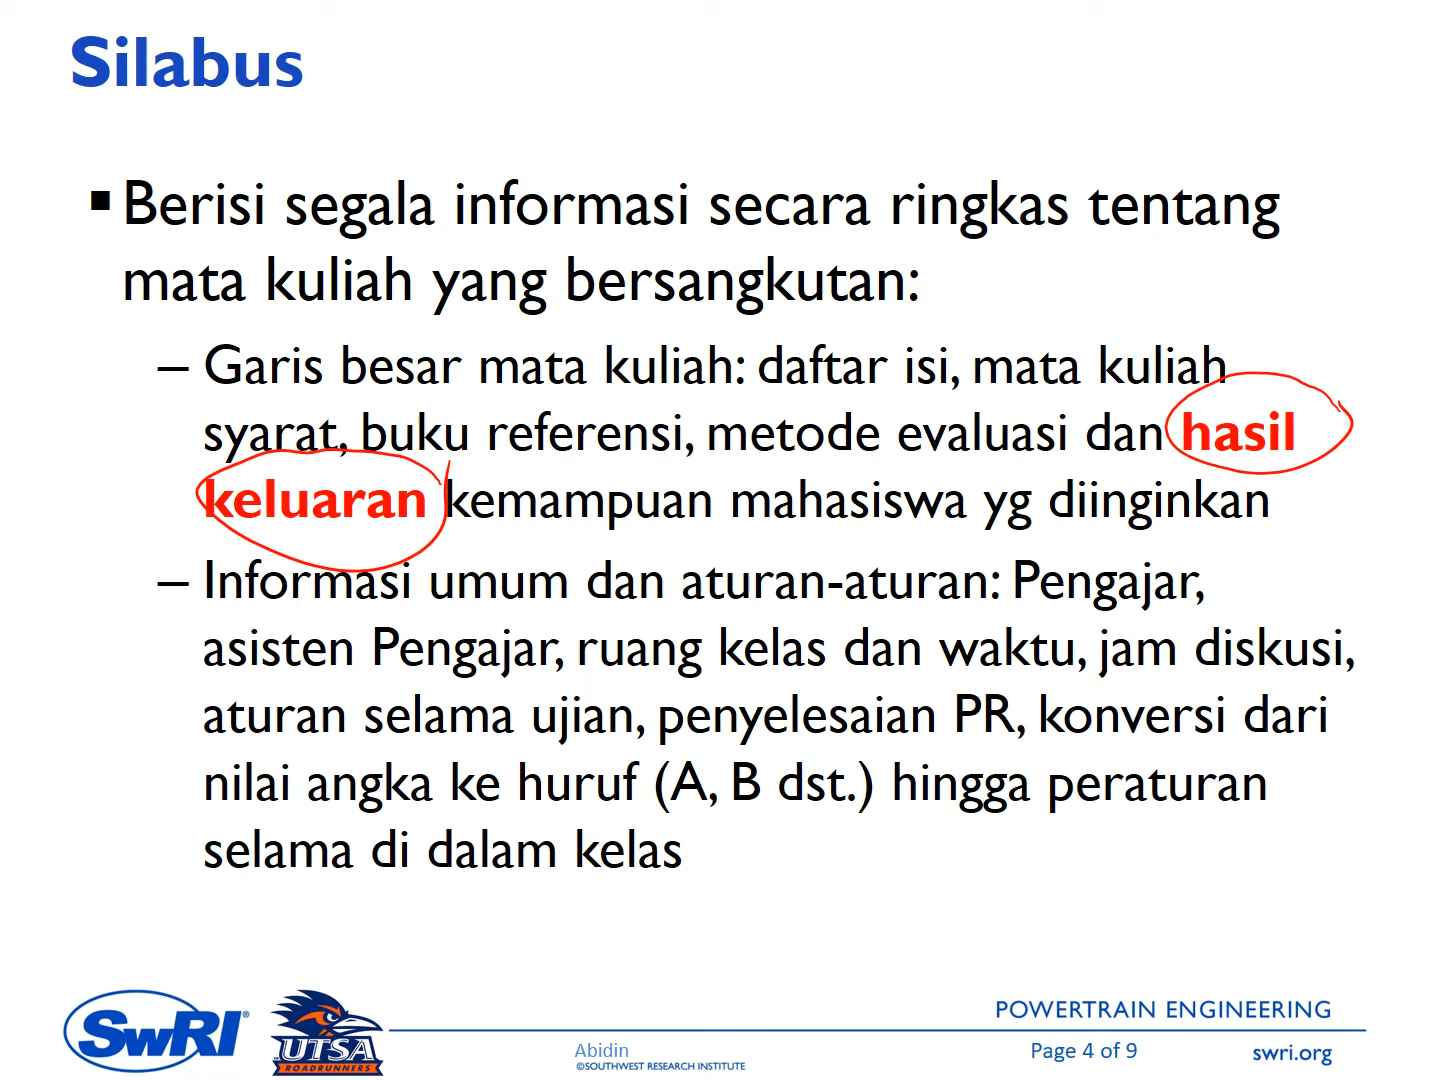 Silabus
Berisi segala informasi secara ringkas tentang
mata kuliah yang bersangkutan:
– Garis besar mata kuliah: daftar isi, mata kuliah
syarat, buku referensi, metode evaluasi dan hasil
keluaran kemampuan mahasiswa yg diinginkan
– Informasi umum dan aturan-aturan: Pengajar,
asisten Pengajar, ruang kelas dan waktu, jam diskusi,
aturan selama ujian, penyelesaian PR, konversi dari
nilai angka ke huruf (A, B dst.) hingga peraturan
selama di dalam kelas
SwRI®
UTSA
ROADRUNNERS
Abidin
©SOUTHWEST RESEARCH INSTITUTE
POWERTRAIN ENGINEERING
Page 4 of 9
swri.org